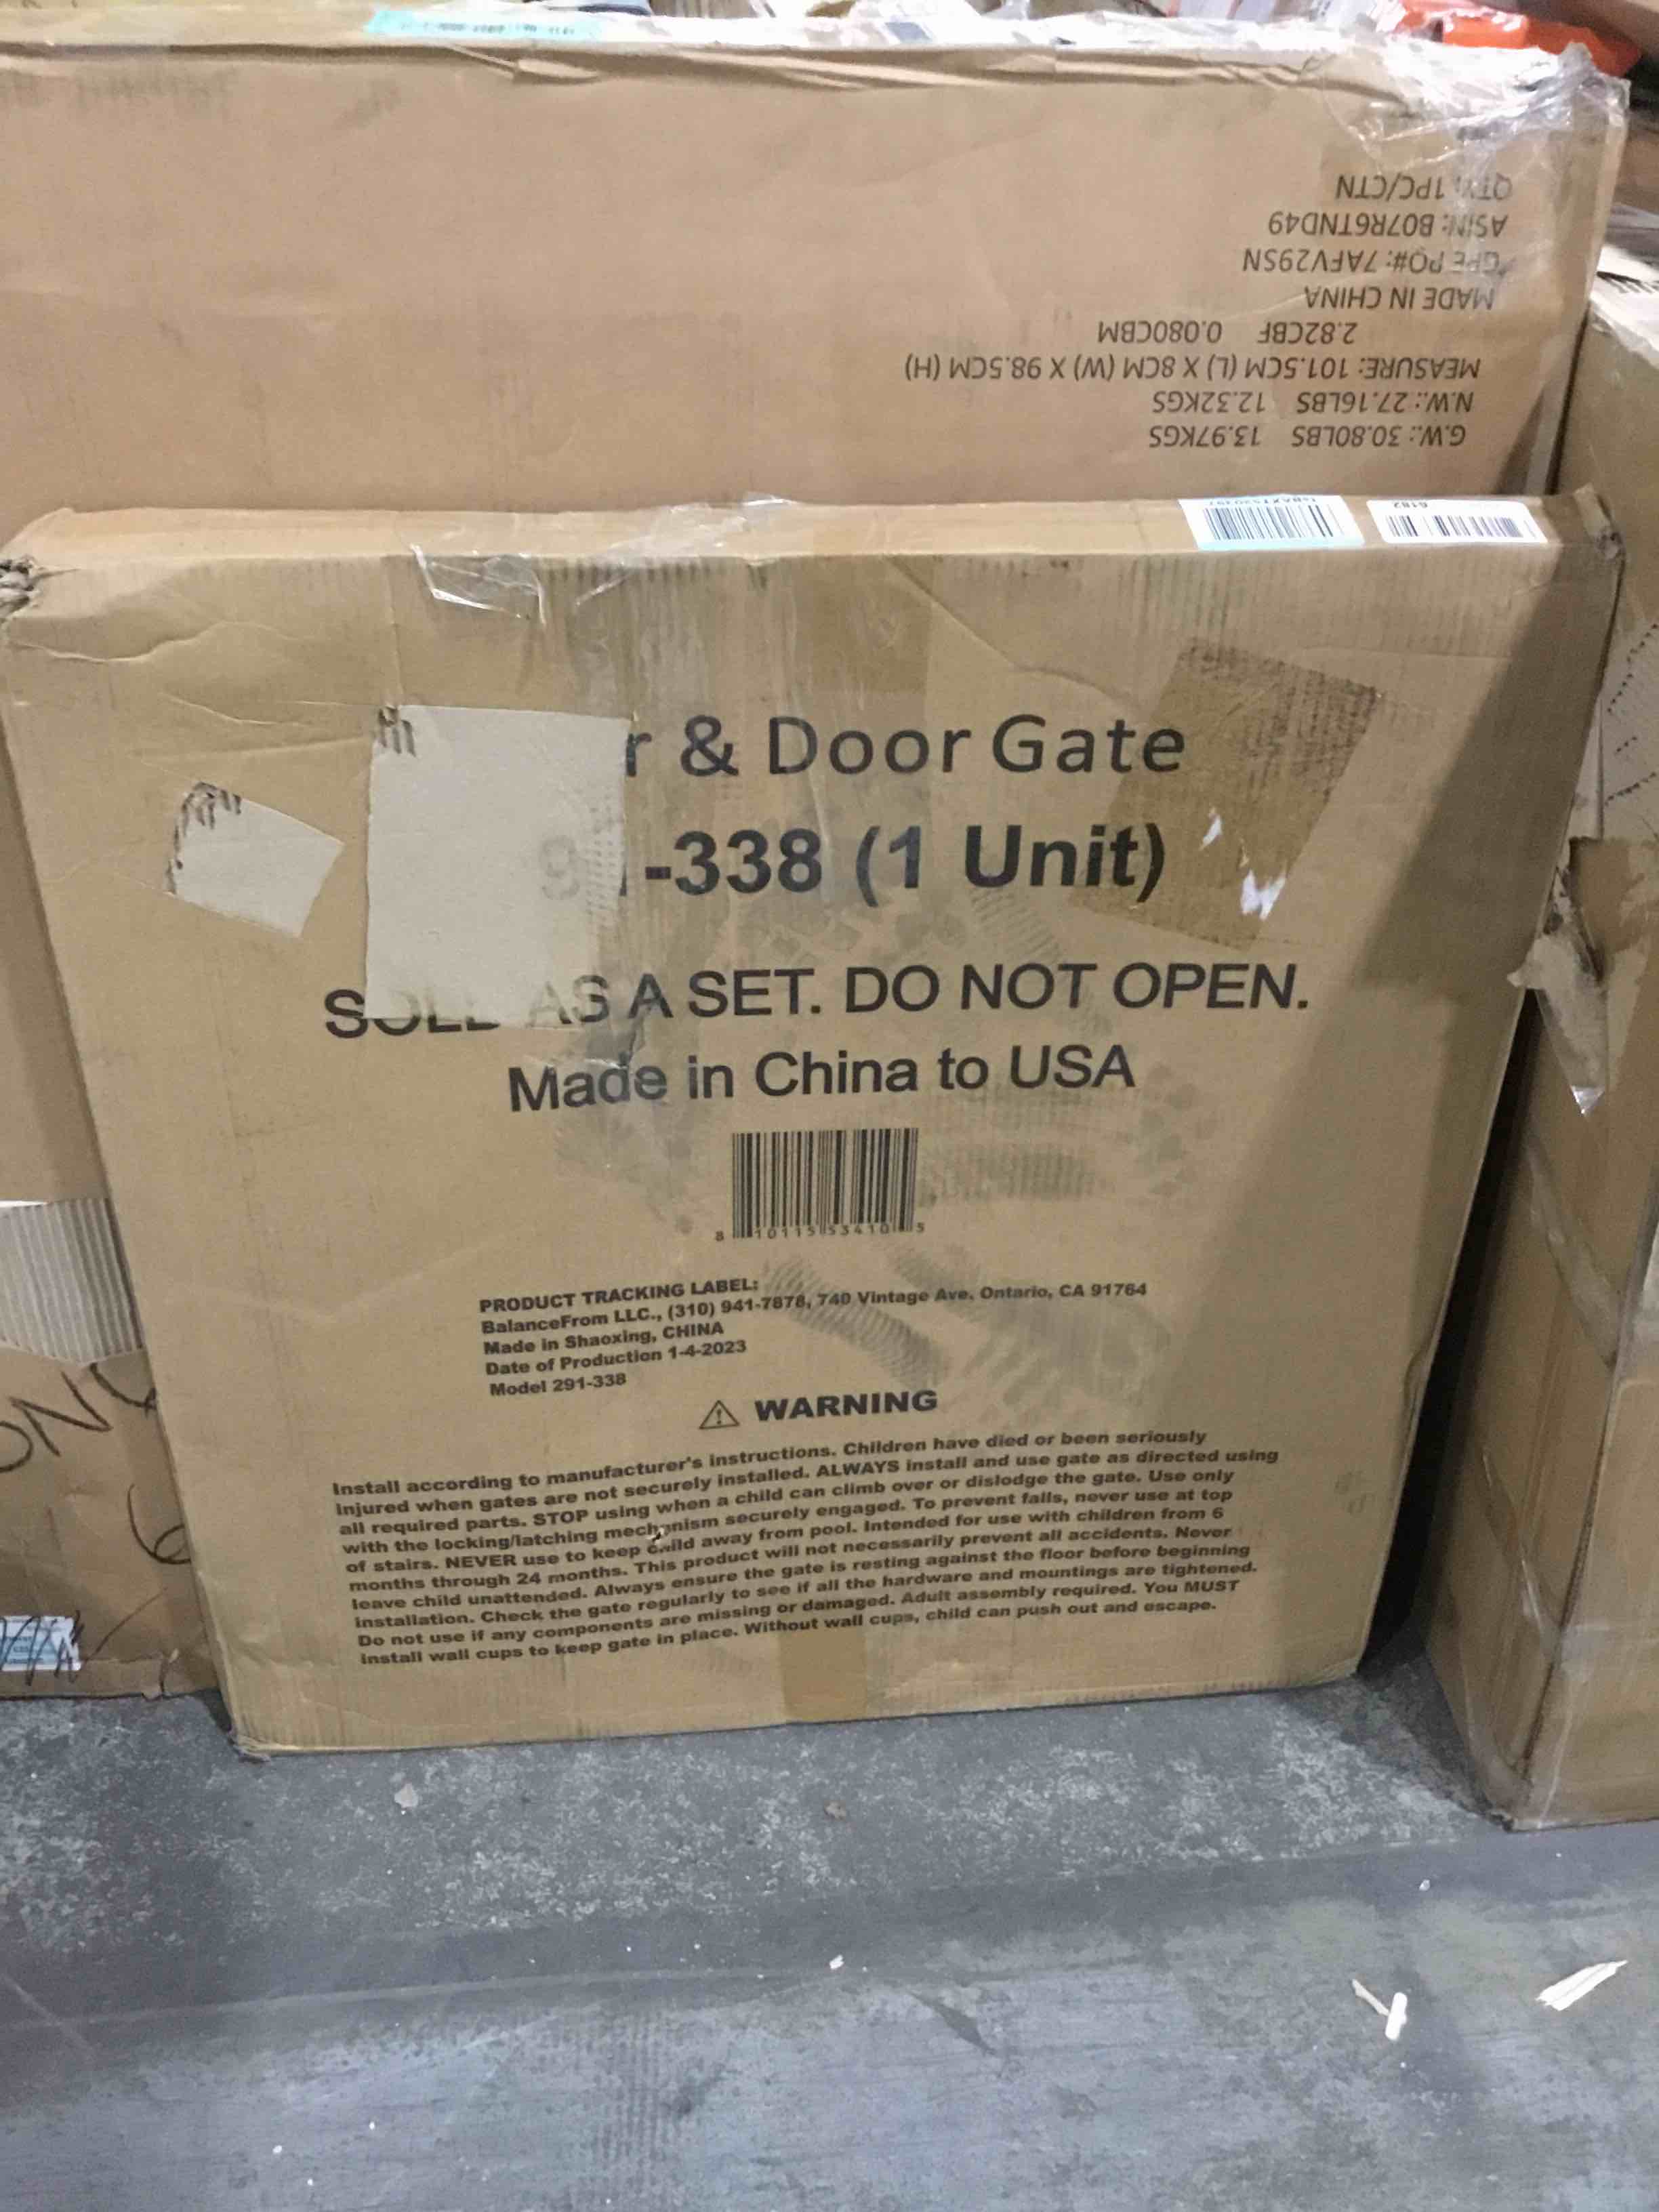 QTY: 1PC/CTN
ASIN: B07R6TND49
GPE PO#: 7AFV29SN
MADE IN CHINA
2.82CBF 0.080CBM
MEASURE: 101.5CM (L) X 8CM (W) X 98.5CM (H)
N.W.: 27.16LBS 12.32KGS
G.W.: 30.80LBS 13.97KGS
6182
r & Door Gate
-338 (1 Unit)
SOLD AS A SET. DO NOT OPEN.
Made in China to USA
8 10115 53410 5
PRODUCT TRACKING LABEL:
BalanceFrom LLC., (310) 941-7878, 740 Vintage Ave, Ontario, CA 91764
Made in Shaoxing, CHINA
Date of Production 1-4-2023
Model 291-338
WARNING
Install according to manufacturer's instructions. Children have died or been seriously
injured when gates are not securely installed. ALWAYS install and use gate as directed using
all required parts. STOP using when a child can climb over or dislodge the gate. Use only
with the locking/latching mechanism securely engaged. To prevent falls, never use at top
of stairs. NEVER use to keep child away from pool. Intended for use with children from 6
months through 24 months. This product will not necessarily prevent all accidents. Never
leave child unattended. Always ensure the gate is resting against the floor before beginning
installation. Check the gate regularly to see if all the hardware and mountings are tightened.
Do not use if any components are missing or damaged. Adult assembly required. You MUST
install wall cups to keep gate in place. Without wall cups, child can push out and escape.
6